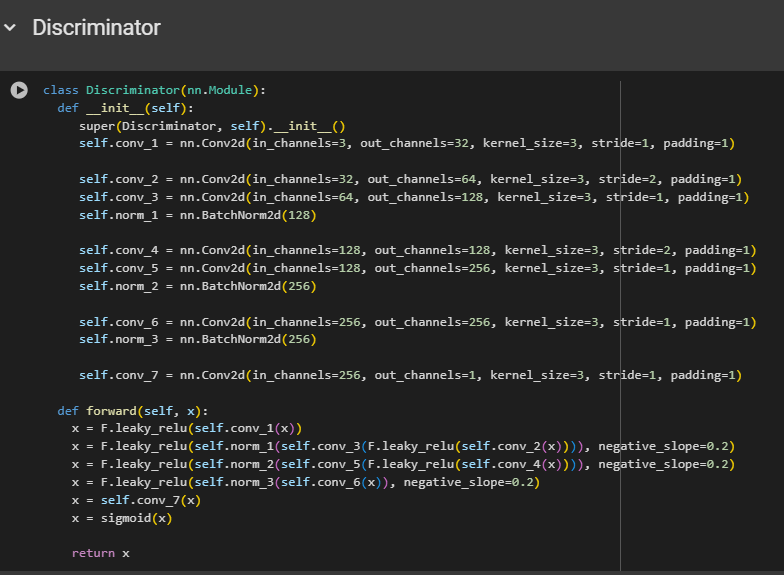 Discriminator
class Discriminator(nn.Module):
  def __init__(self):
     super(Discriminator, self).__init__()
     self.conv_1 = nn.Conv2d(in_channels=3, out_channels=32, kernel_size=3, stride=1, padding=1)
     self.conv_2 = nn.Conv2d(in_channels=32, out_channels=64, kernel_size=3, stride=2, padding=1)
     self.conv_3 = nn.Conv2d(in_channels=64, out_channels=128, kernel_size=3, stride=1, padding=1)
     self.norm_1 = nn.BatchNorm2d(128)
     self.conv_4 = nn.Conv2d(in_channels=128, out_channels=128, kernel_size=3, stride=2, padding=1)
     self.conv_5 = nn.Conv2d(in_channels=128, out_channels=256, kernel_size=3, stride=1, padding=1)
     self.norm_2 = nn.BatchNorm2d(256)
     self.conv_6 = nn.Conv2d(in_channels=256, out_channels=256, kernel_size=3, stride=1, padding=1)
     self.norm_3 = nn.BatchNorm2d(256)
     self.conv_7 = nn.Conv2d(in_channels=256, out_channels=1, kernel_size=3, stride=1, padding=1)
  def forward(self, x):
    x = F.leaky_relu(self.conv_1(x))
    x = F.leaky_relu(self.norm_1(self.conv_3(F.leaky_relu(self.conv_2(x)))), negative_slope=0.2)
    x = F.leaky_relu(self.norm_2(self.conv_5(F.leaky_relu(self.conv_4(x)))), negative_slope=0.2)
    x = F.leaky_relu(self.norm_3(self.conv_6(x)), negative_slope=0.2)
    x = self.conv_7(x)
    x = sigmoid(x)
    return x